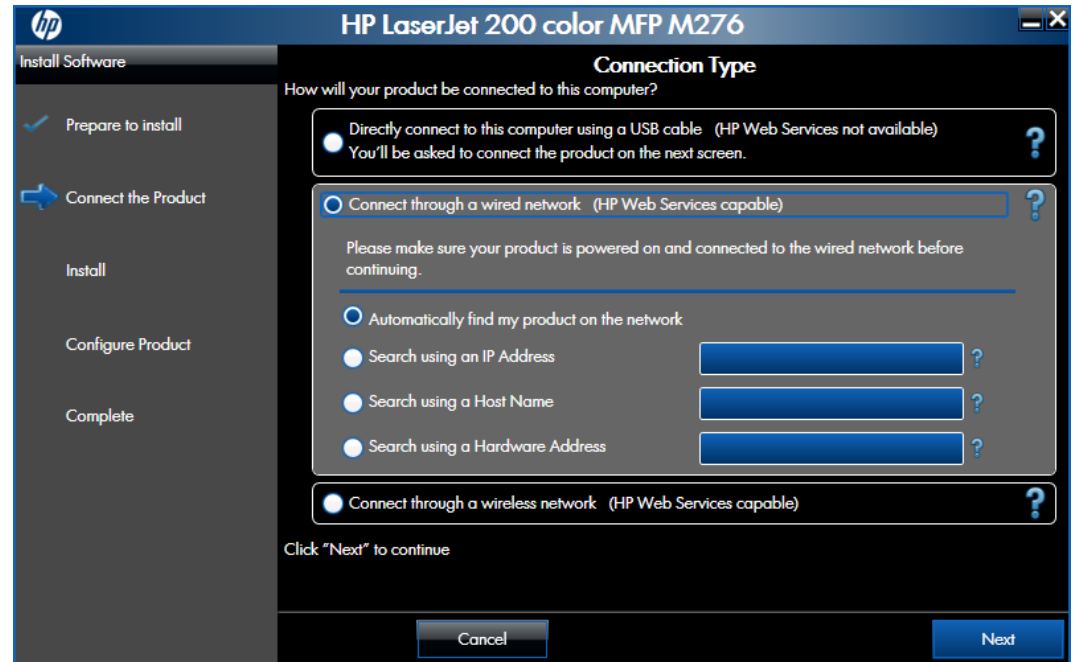 hp
HP LaserJet 200 color MFP M276
Install Software
Prepare to install
Connect the Product
Install
Configure Product
Complete
Connection Type
How will your product be connected to this computer?
Directly connect to this computer using a USB cable (HP Web Services not available)
You'll be asked to connect the product on the next screen.
?
Connect through a wired network (HP Web Services capable)
?
Please make sure your product is powered on and connected to the wired network before
continuing.
Automatically find my product on the network
Search using an IP Address ?
Search using a Host Name ?
Search using a Hardware Address ?
Connect through a wireless network (HP Web Services capable)
?
Click "Next" to continue
Cancel
Next